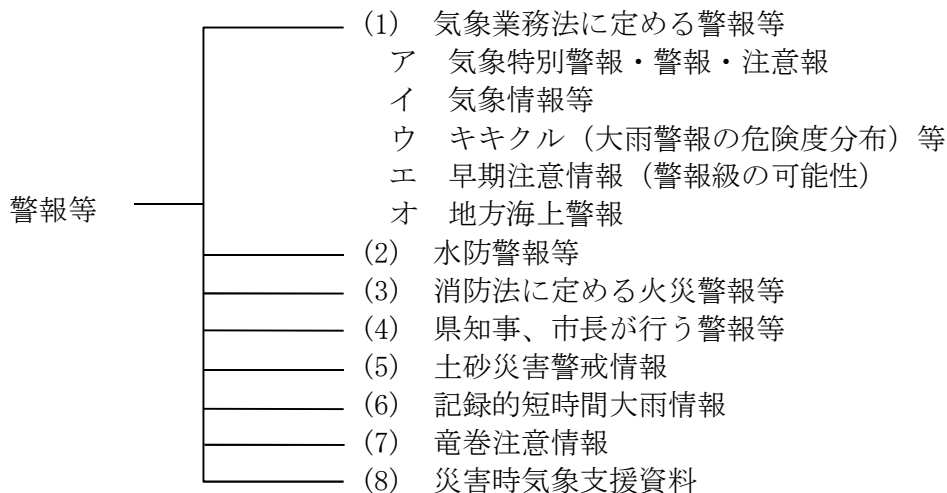 (1) 気象業務法に定める警報等
ア 気象特別警報・警報・注意報
イ 気象情報等
ウ キキクル（大雨警報の危険度分布）等
エ 早期注意情報（警報級の可能性）
オ 地方海上警報
警報等
(2) 水防警報等
(3) 消防法に定める火災警報等
(4) 県知事、市長が行う警報等
(5) 土砂災害警戒情報
(6) 記録的短時間大雨情報
(7) 竜巻注意情報
(8) 災害時気象支援資料